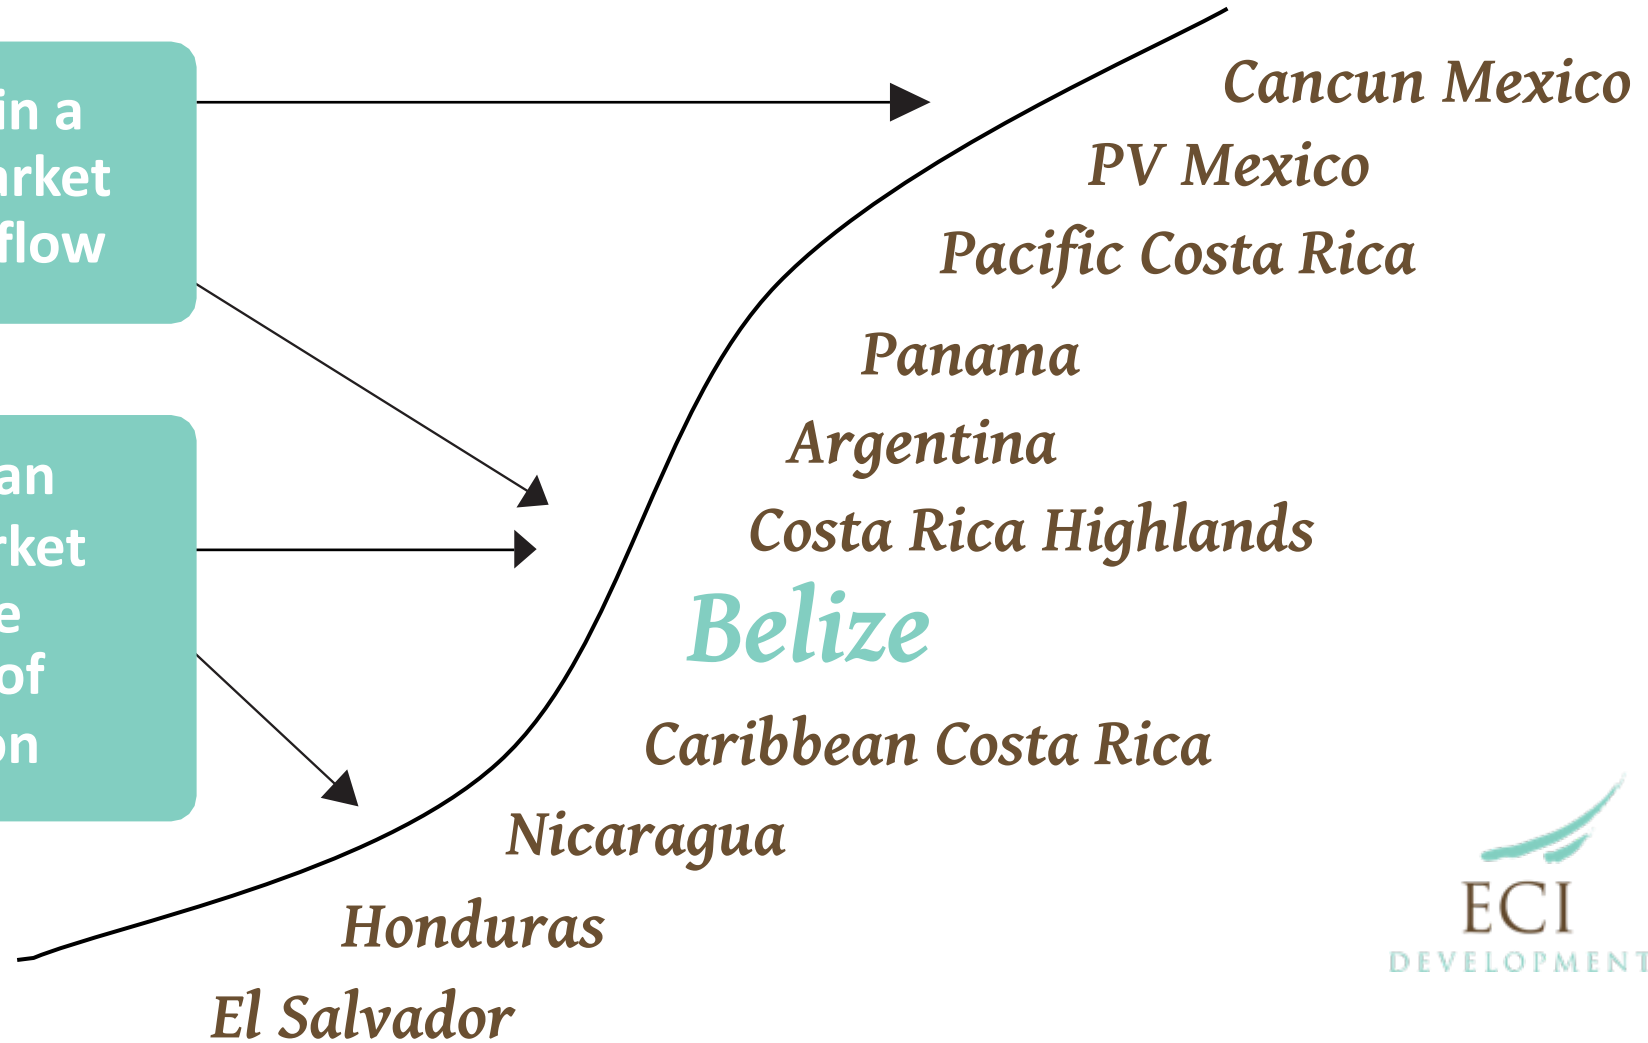 in a
arket
flow
an
rket
e
of
on
Cancun Mexico
PV Mexico
Pacific Costa Rica
Panama
Argentina
Costa Rica Highlands
Belize
Caribbean Costa Rica
Nicaragua
Honduras
El Salvador
ECI
DEVELOPMENT